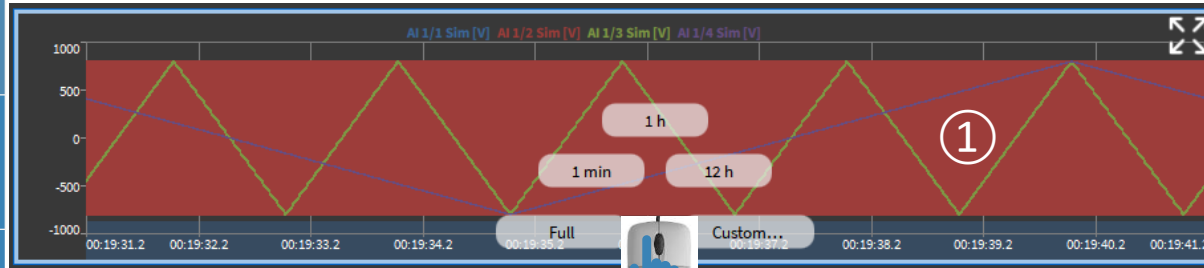 AI 1/1 Sim [V] AI 1/2 Sim [V] AI 1/3 Sim [V] AI 1/4 Sim [V]
1000
500
0
-500
-1000
1 h
①
1 min 12 h
Full Custom...
00:19:31.2 00:19:32.2 00:19:33.2 00:19:34.2 00:19:35.2 00:19:37.2 00:19:38.2 00:19:39.2 00:19:40.2 00:19:41.2